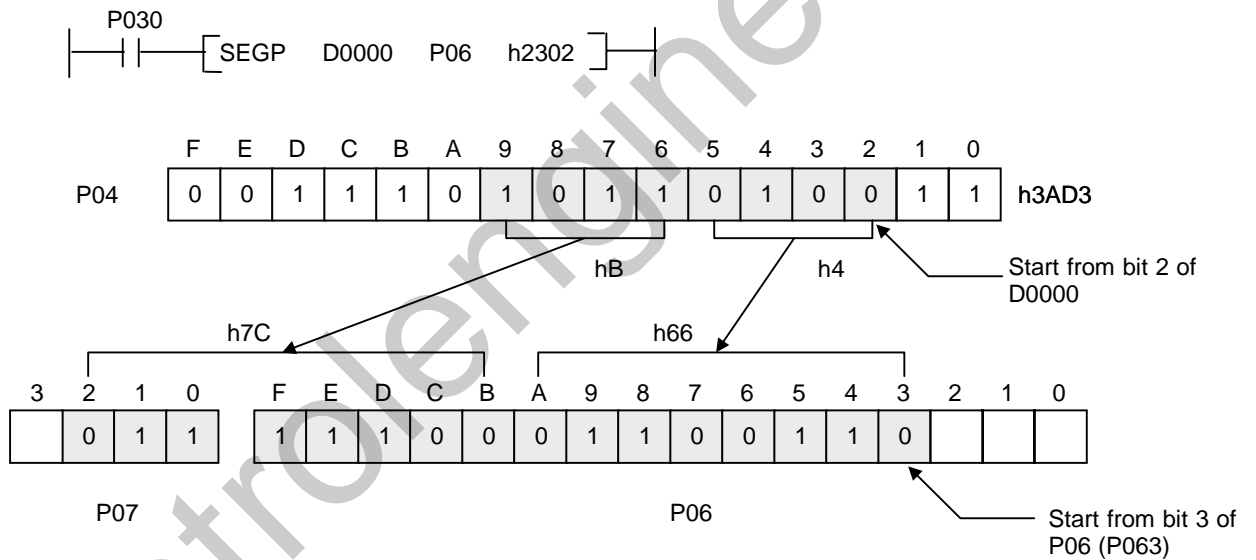 P030
SEGP D0000 P06 h2302
F E D C B A 9 8 7 6 5 4 3 2 1 0
P04 0 0 1 1 1 0 1 0 1 1 0 1 0 0 1 1 h3AD3
hB h4 Start from bit 2 of
D0000
h7C h66
3 2 1 0 F E D C B A 9 8 7 6 5 4 3 2 1 0
0 1 1 1 1 1 0 0 0 1 1 0 0 1 1 0
P07 P06 Start from bit 3 of
P06 (P063)
ntrolengine